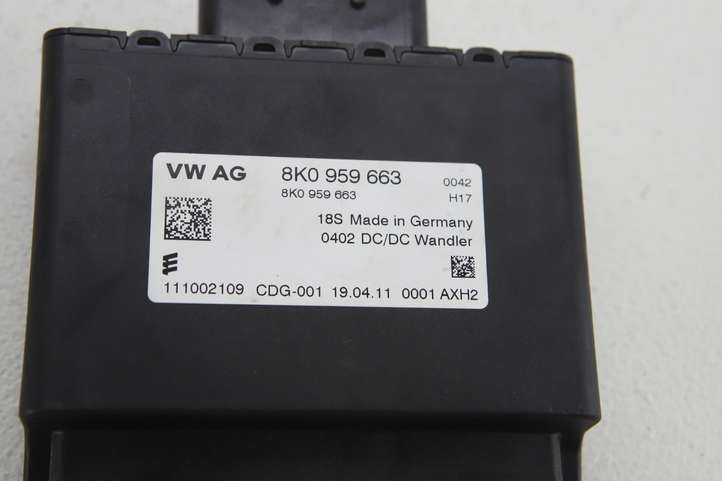 VW AG 8K0 959 663 0042
8K0 959 663 H17
18S Made in Germany
0402 DC/DC Wandler
111002109 CDG-001 19.04.11 0001 AXH2